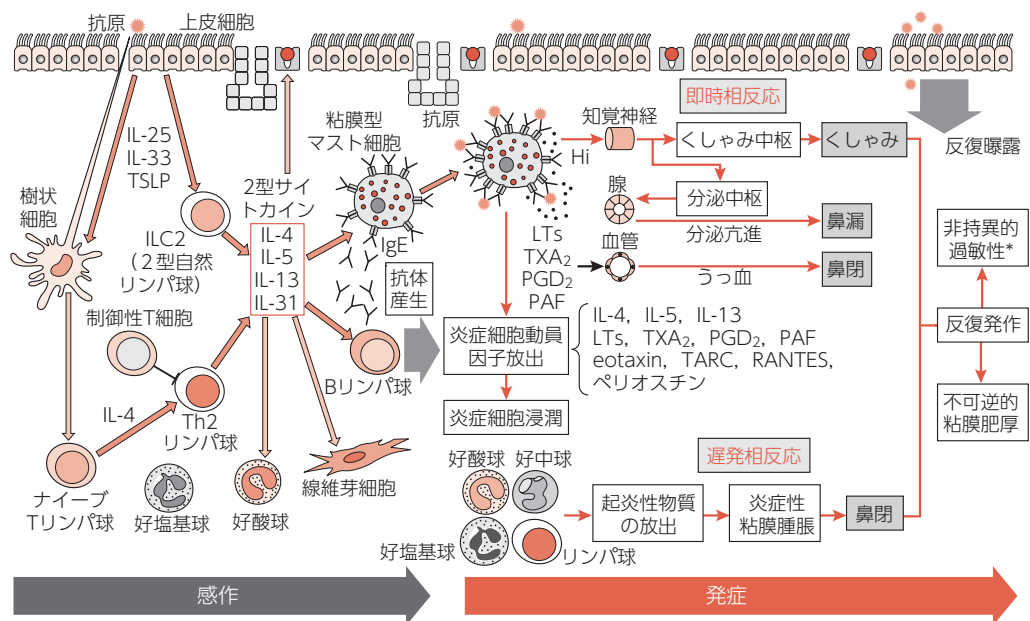 抗原
上皮細胞
IL-25
IL-33
TSLP
樹状
細胞
ILC2
（２型自然
リンパ球）
制御性T細胞
IL-4
Th2
リンパ球
ナイーブ
Tリンパ球
好塩基球
2型サイ
トカイン
IL-4
IL-5
IL-13
IL-31
好酸球
線維芽細胞
粘膜型
マスト細胞
IgE
抗体
産生
Bリンパ球
抗原
Hi
LTs
TXA₂
PGD₂
PAF
即時相反応
知覚神経
くしゃみ中枢
くしゃみ
分泌中枢
腺
分泌亢進
鼻漏
血管
うっ血
鼻閉
炎症細胞動員
因子放出
IL-4，IL-5，IL-13
LTs，TXA₂，PGD₂，PAF
eotaxin，TARC，RANTES，
ペリオスチン
炎症細胞浸潤
遅発相反応
好酸球
好中球
好塩基球
リンパ球
起炎性物質
の放出
炎症性
粘膜腫脹
鼻閉
反復曝露
非特異的
過敏性*
反復発作
不可逆的
粘膜肥厚
感作
発症